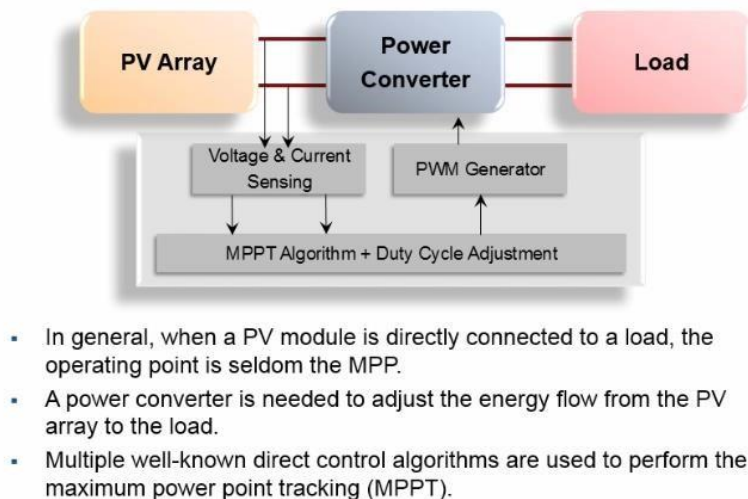 PV Array
Power
Converter
Load
Voltage & Current
Sensing
PWM Generator
MPPT Algorithm + Duty Cycle Adjustment
▪ In general, when a PV module is directly connected to a load, the
operating point is seldom the MPP.
▪ A power converter is needed to adjust the energy flow from the PV
array to the load.
▪ Multiple well-known direct control algorithms are used to perform the
maximum power point tracking (MPPT).